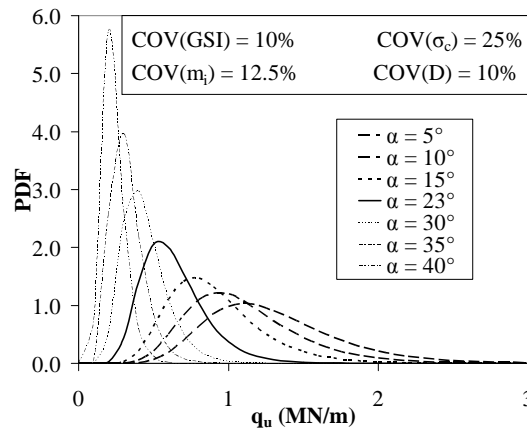 6.0
5.0
4.0
3.0
2.0
1.0
0.0
PDF
COV(GSI) = 10% COV(σc) = 25%
COV(mi) = 12.5% COV(D) = 10%
α = 5°
α = 10°
α = 15°
α = 23°
α = 30°
α = 35°
α = 40°
0 1 2 3
qu (MN/m)